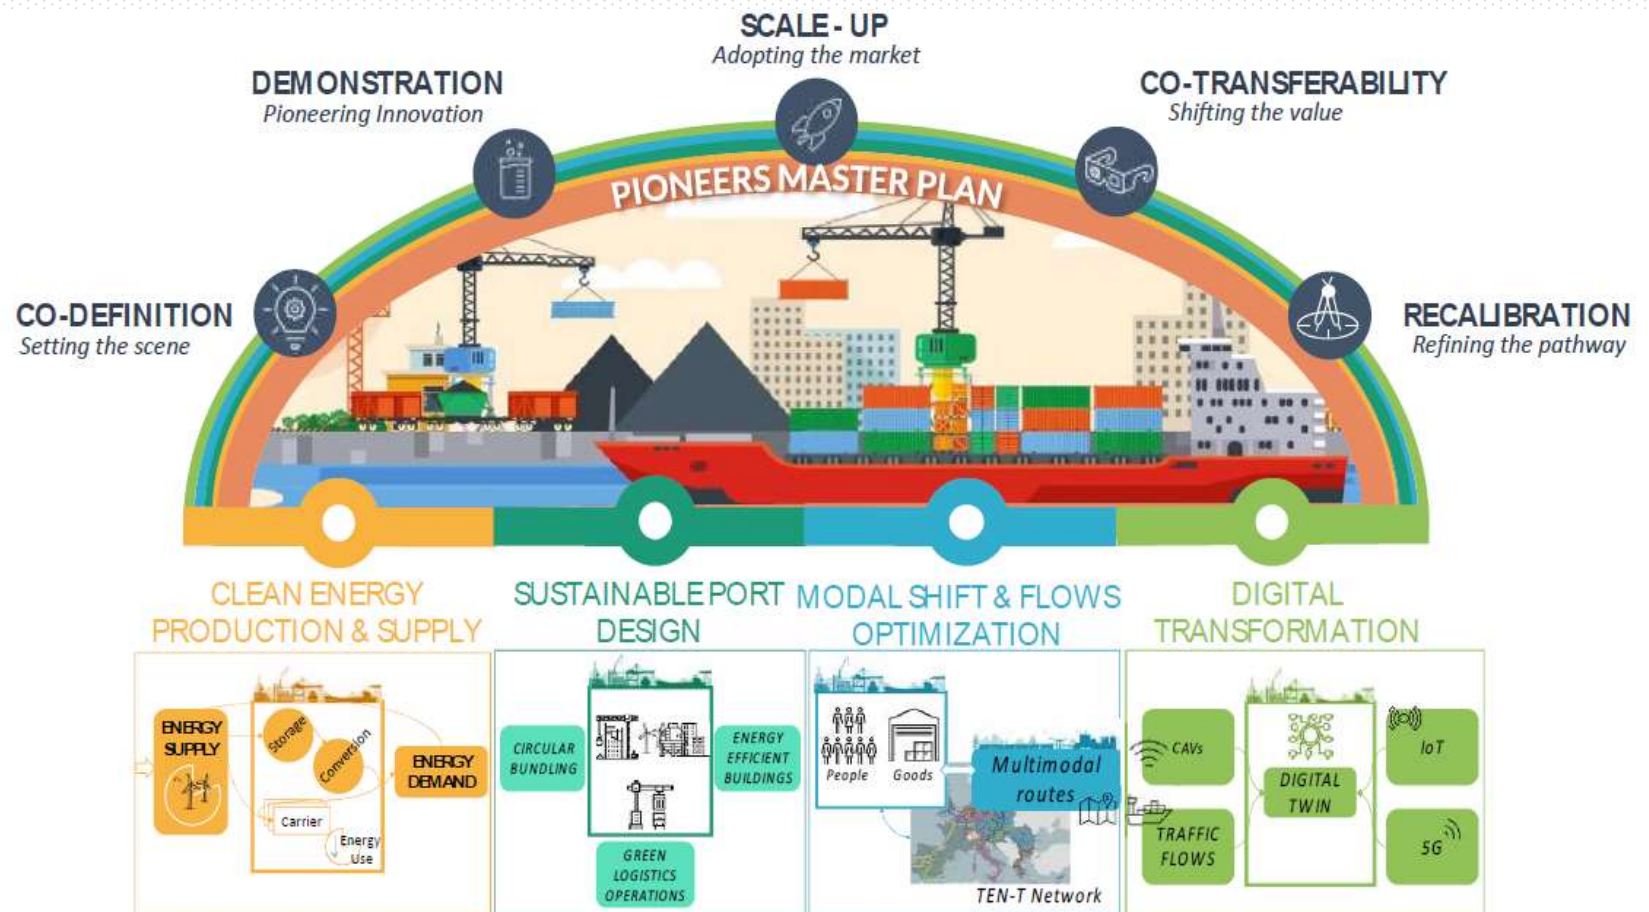 SCALE - UP
Adopting the market
DEMONSTRATION
Pioneering Innovation
CO-TRANSFERABILITY
Shifting the value
PIONEERS MASTER PLAN
CO-DEFINITION
Setting the scene
RECALIBRATION
Refining the pathway
CLEAN ENERGY
PRODUCTION & SUPPLY
SUSTAINABLE PORT
DESIGN
MODAL SHIFT & FLOWS
OPTIMIZATION
DIGITAL
TRANSFORMATION
ENERGY
SUPPLY
Storage
Conversion
Carrier
Energy
Use
ENERGY
DEMAND
CIRCULAR
BUNDLING
ENERGY
EFFICIENT
BUILDINGS
GREEN
LOGISTICS
OPERATIONS
People
Goods
Multimodal
routes
TEN-T Network
CAVs
TRAFFIC
FLOWS
DIGITAL
TWIN
IoT
5G